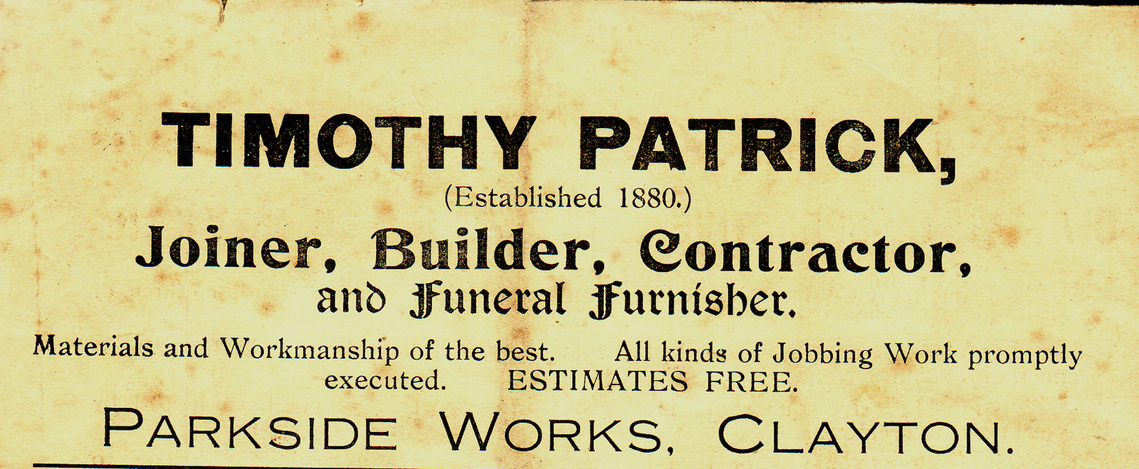 TIMOTHY PATRICK,
(Established 1880.)
Joiner, Builder, Contractor,
and Funeral Furnisher.
Materials and Workmanship of the best. All kinds of Jobbing Work promptly
executed. ESTIMATES FREE.
PARKSIDE WORKS, CLAYTON.